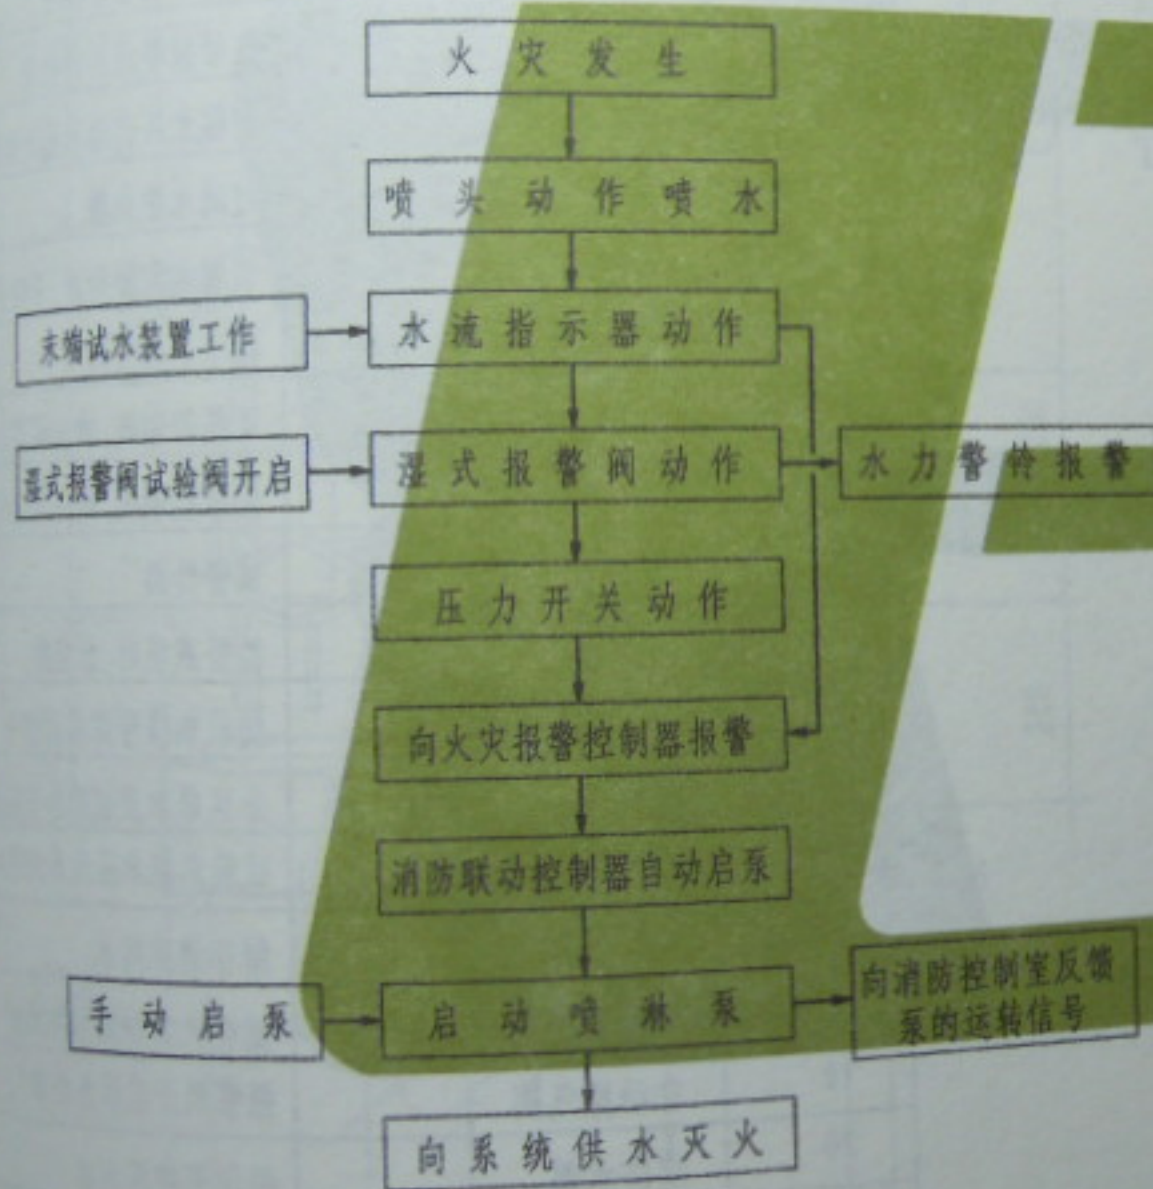 火灾发生
喷头动作喷水
末端试水装置工作
水流指示器动作
湿式报警阀试验阀开启
湿式报警阀动作
水力警铃报警
压力开关动作
向火灾报警控制器报警
消防联动控制器自动启泵
手动启泵
启动喷淋泵
向消防控制室反馈
泵的运转信号
向系统供水灭火